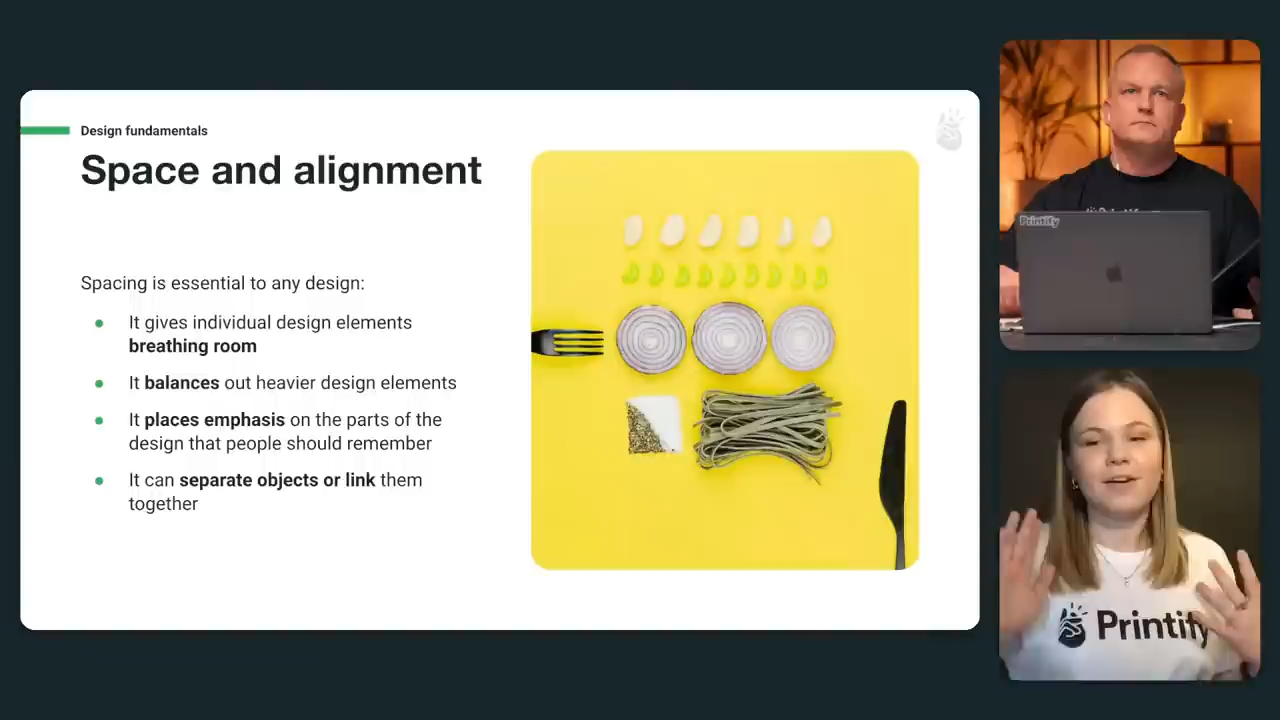 Design fundamentals
Space and alignment
Spacing is essential to any design:
It gives individual design elements
breathing room
It balances out heavier design elements
It places emphasis on the parts of the
design that people should remember
It can separate objects or link them
together
Printify
Printify